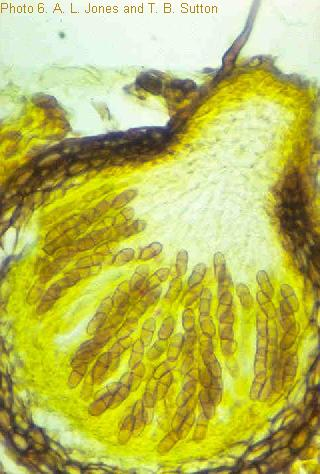 Photo 6. A. L. Jones and T. B. Sutton